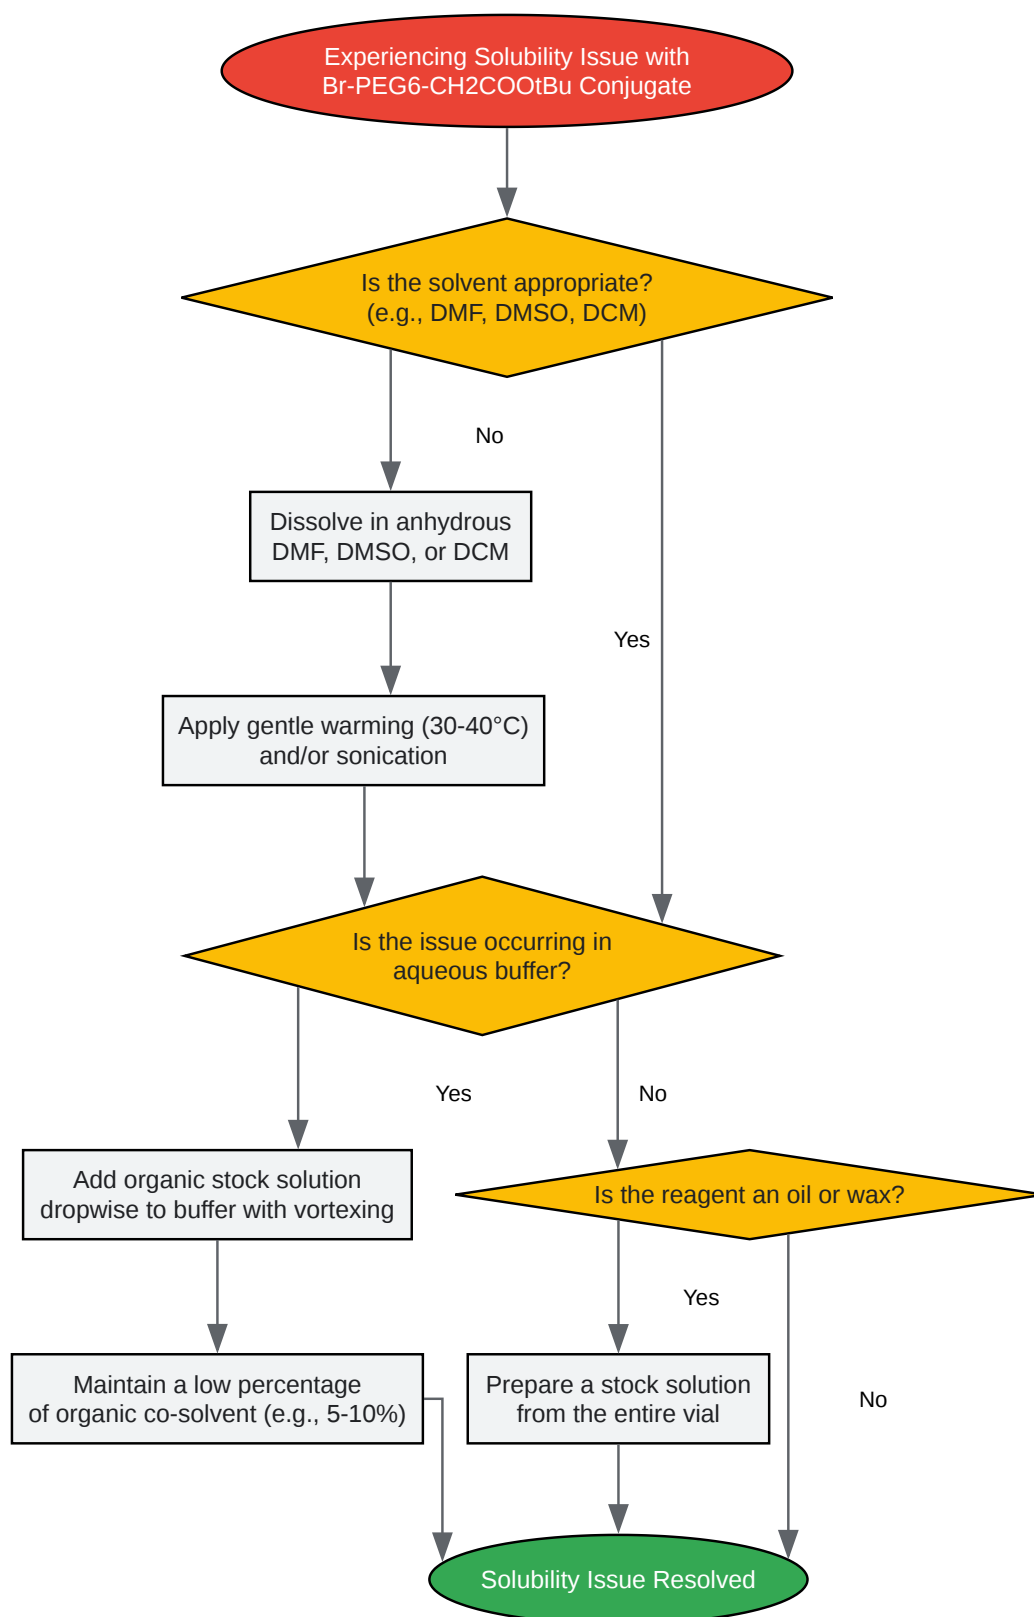 Experiencing Solubility Issue with
Br-PEG6-CH2COOtBu Conjugate
Is the solvent appropriate?
(e.g., DMF, DMSO, DCM)
No
Dissolve in anhydrous
DMF, DMSO, or DCM
Yes
Apply gentle warming (30-40°C)
and/or sonication
Is the issue occurring in
aqueous buffer?
Yes
No
Add organic stock solution
dropwise to buffer with vortexing
Is the reagent an oil or wax?
Yes
Maintain a low percentage
of organic co-solvent (e.g., 5-10%)
Prepare a stock solution
from the entire vial
No
Solubility Issue Resolved